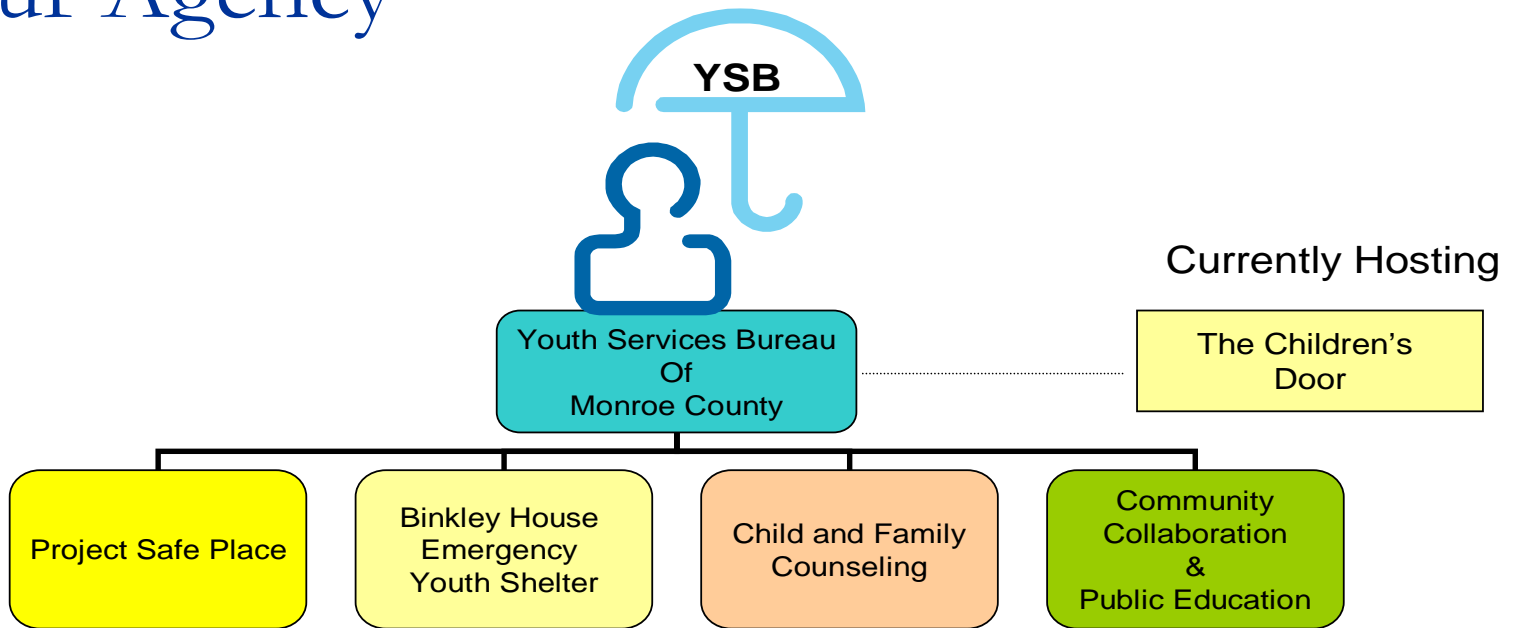 Agency
YSB
Currently Hosting
Youth Services Bureau
Of
Monroe County
The Children's
Door
Project Safe Place
Binkley House
Emergency
Youth Shelter
Child and Family
Counseling
Community
Collaboration
&
Public Education